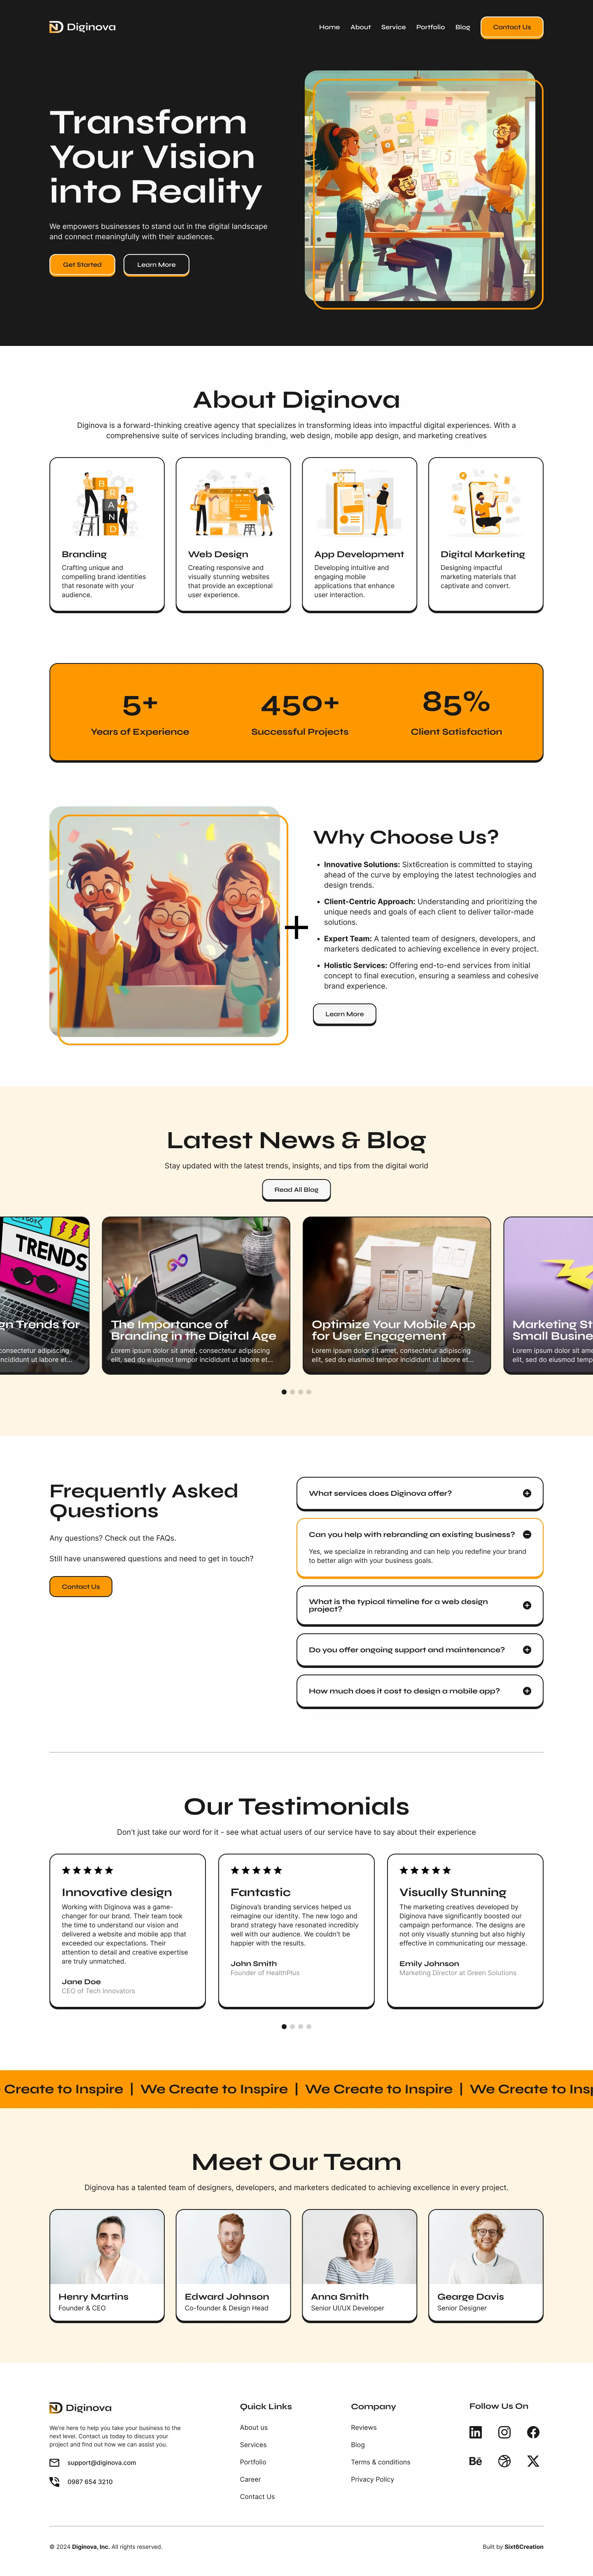 Diginova
Home About Service Portfolio Blog Contact Us
Transform
Your Vision
into Reality
We empowers businesses to stand out in the digital landscape
and connect meaningfully with their audiences.
Get Started Learn More
About Diginova
Diginova is a forward-thinking creative agency that specializes in transforming ideas into impactful digital experiences. With a
comprehensive suite of services including branding, web design, mobile app design, and marketing creatives
B
R
A
N
D
Branding
Crafting unique and
compelling brand identities
that resonate with your
audience.
Web Design
Creating responsive and
visually stunning websites
that provide an exceptional
user experience.
App Development
Developing intuitive and
engaging mobile
applications that enhance
user interaction.
Digital Marketing
Designing impactful
marketing materials that
captivate and convert.
5+ 450+ 85%
Years of Experience Successful Projects Client Satisfaction
Why Choose Us?
• Innovative Solutions: Sixt6creation is committed to staying
ahead of the curve by employing the latest technologies and
design trends.
• Client-Centric Approach: Understanding and prioritizing the
unique needs and goals of each client to deliver tailor-made
solutions.
• Expert Team: A talented team of designers, developers, and
marketers dedicated to achieving excellence in every project.
• Holistic Services: Offering end-to-end services from initial
concept to final execution, ensuring a seamless and cohesive
brand experience.
Learn More
Latest News & Blog
Stay updated with the latest trends, insights, and tips from the digital world
Read All Blog
TRENDS
gn Trends for
consectetur adipiscing
ncididunt ut labore et...
The Importance of
Branding in the Digital Age
Lorem ipsum dolor sit amet, consectetur adipiscing
elit, sed do eiusmod tempor incididunt ut labore et...
Optimize Your Mobile App
for User Engagement
Lorem ipsum dolor sit amet, consectetur adipiscing
elit, sed do eiusmod tempor incididunt ut labore et...
Marketing St
Small Busine
Lorem ipsum dolor sit ame
elit, sed do eiusmod temp
Frequently Asked
Questions
Any questions? Check out the FAQs.
Still have unanswered questions and need to get in touch?
Contact Us
What services does Diginova offer?
Can you help with rebranding an existing business?
Yes, we specialize in rebranding and can help you redefine your brand
to better align with your business goals.
What is the typical timeline for a web design
project?
Do you offer ongoing support and maintenance?
How much does it cost to design a mobile app?
Our Testimonials
Don't just take our word for it - see what actual users of our service have to say about their experience
Innovative design
Working with Diginova was a game-
changer for our brand. Their team took
the time to understand our vision and
delivered a website and mobile app that
exceeded our expectations. Their
attention to detail and creative expertise
are truly unmatched.
Jane Doe
CEO of Tech Innovators
Fantastic
Diginova's branding services helped us
reimagine our identity. The new logo and
brand strategy have resonated incredibly
well with our audience. We couldn't be
happier with the results.
John Smith
Founder of HealthPlus
Visually Stunning
The marketing creatives developed by
Diginova have significantly boosted our
campaign performance. The designs are
not only visually stunning but also highly
effective in communicating our message.
Emily Johnson
Marketing Director at Green Solutions
Create to Inspire | We Create to Inspire | We Create to Inspire | We Create to Insp
Meet Our Team
Diginova has a talented team of designers, developers, and marketers dedicated to achieving excellence in every project.
Henry Martins
Founder & CEO
Edward Johnson
Co-founder & Design Head
Anna Smith
Senior UI/UX Developer
Gearge Davis
Senior Designer
Diginova
We're here to help you take your business to the
next level. Contact us today to discuss your
project and find out how we can assist you.
support@diginova.com
0987 654 3210
Quick Links
About us
Services
Portfolio
Career
Contact Us
Company
Reviews
Blog
Terms & conditions
Privacy Policy
Follow Us On
in
Bē
© 2024 Diginova, Inc. All rights reserved.
Built by Sixt6Creation